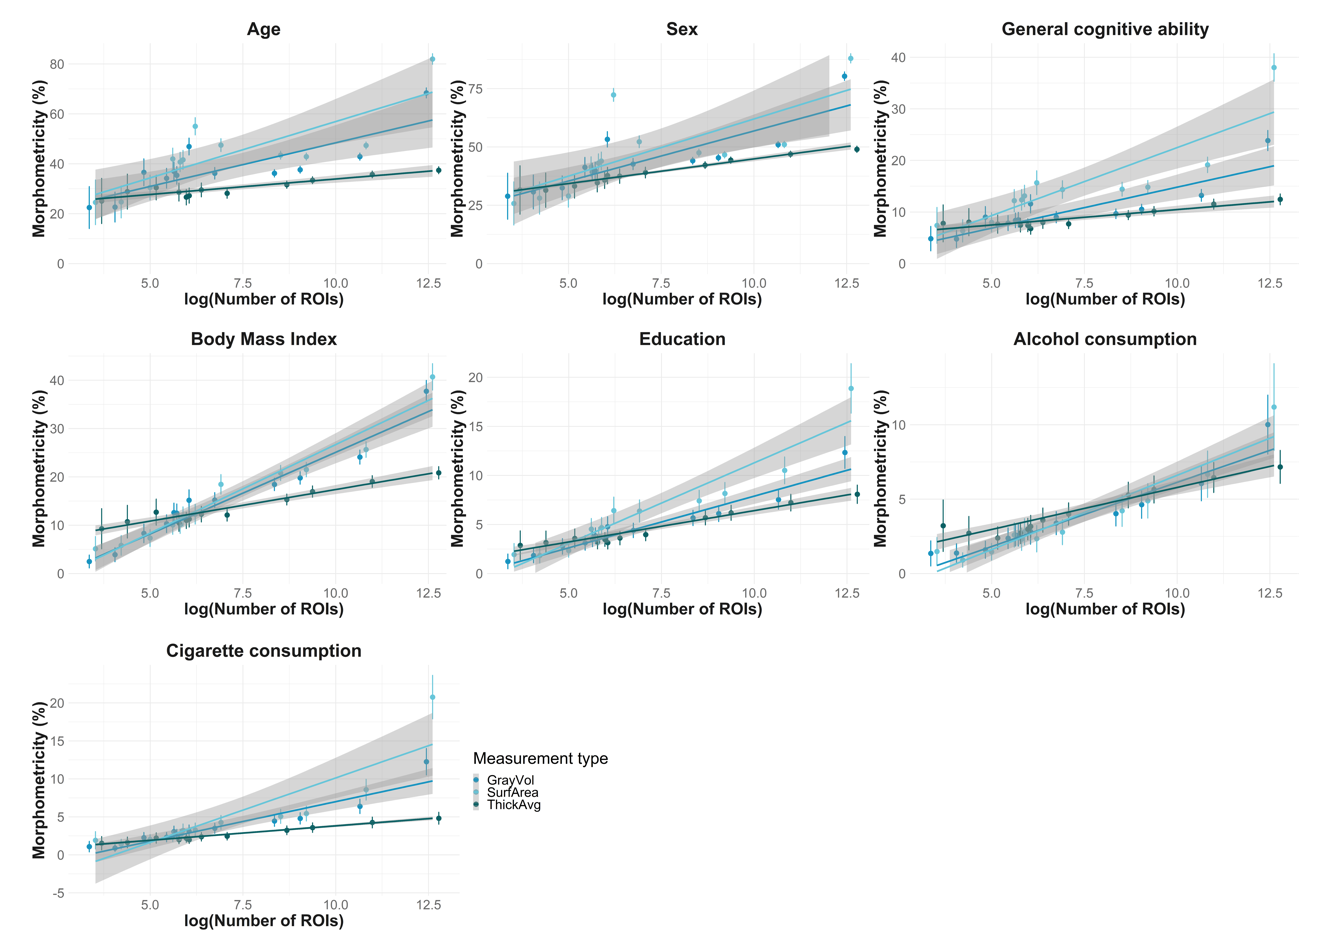 Age
Morphometricity (%)
80
60
40
20
0
5.0 7.5 10.0 12.5
log(Number of ROIs)
Sex
Morphometricity (%)
75
50
25
0
5.0 7.5 10.0 12.5
log(Number of ROIs)
General cognitive ability
Morphometricity (%)
40
30
20
10
0
5.0 7.5 10.0 12.5
log(Number of ROIs)
Body Mass Index
Morphometricity (%)
40
30
20
10
0
5.0 7.5 10.0 12.5
log(Number of ROIs)
Education
Morphometricity (%)
20
15
10
5
0
5.0 7.5 10.0 12.5
log(Number of ROIs)
Alcohol consumption
Morphometricity (%)
10
5
0
5.0 7.5 10.0 12.5
log(Number of ROIs)
Cigarette consumption
Morphometricity (%)
20
15
10
5
0
-5
5.0 7.5 10.0 12.5
log(Number of ROIs)
Measurement type
GrayVol
SurfArea
ThickAvg